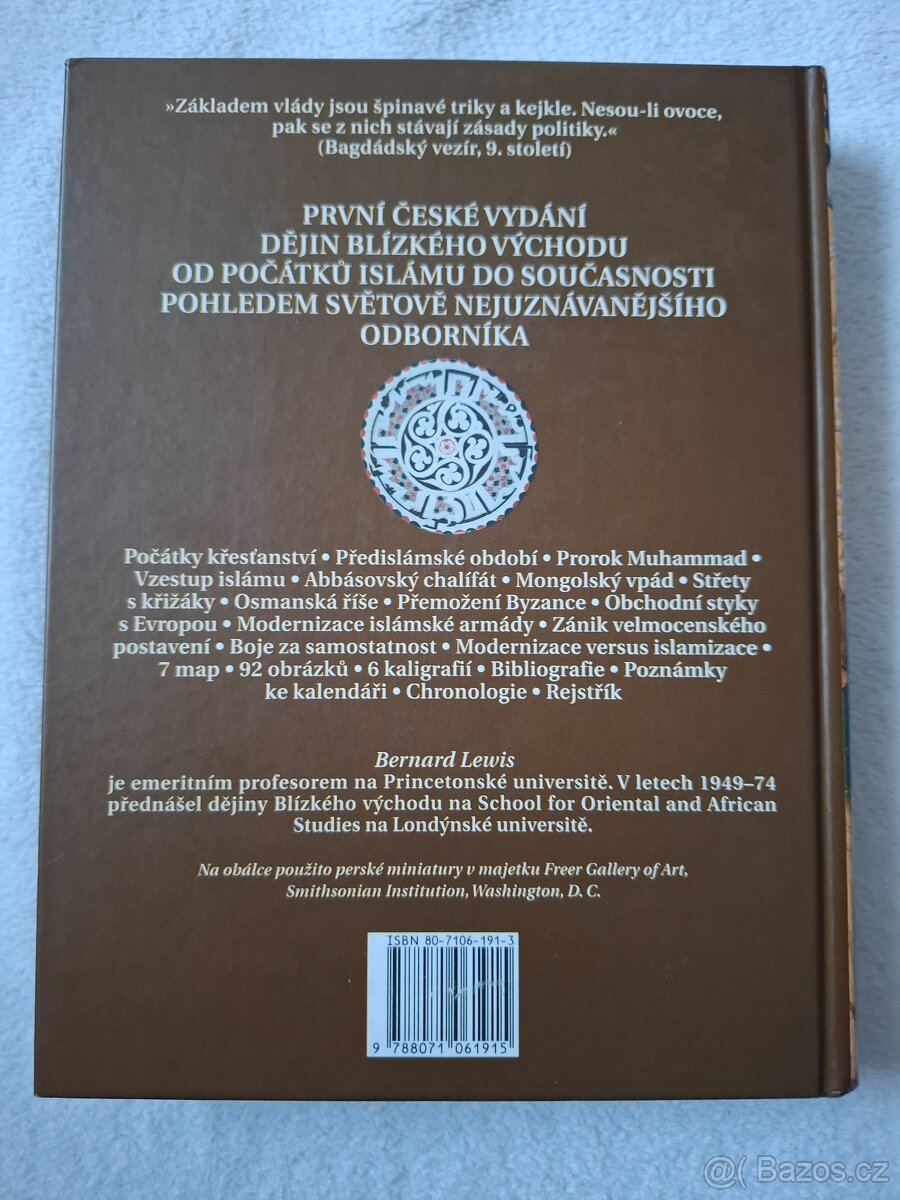 »Základem vlády jsou špinavé triky a kejkle. Nesou-li ovoce,
pak se z nich stávají zásady politiky.«
(Bagdádský vezír, 9. století)
PRVNÍ ČESKÉ VYDÁNÍ
DĚJIN BLÍZKÉHO VÝCHODU
OD POČÁTKŮ ISLÁMU DO SOUČASNOSTI
POHLEDEM SVĚTOVĚ NEJUZNÁVANĚJŠÍHO
ODBORNÍKA
Počátky křesťanství • Předislámské období • Prorok Muhammad •
Vzestup islámu • Abbásovský chalífát • Mongolský vpád • Střety
s křižáky • Osmanská říše • Přemožení Byzance • Obchodní styky
s Evropou • Modernizace islámské armády • Zánik velmocenského
postavení • Boje za samostatnost • Modernizace versus islamizace •
7 map • 92 obrázků • 6 kaligrafií • Bibliografie • Poznámky
ke kalendáři • Chronologie • Rejstřík
Bernard Lewis
je emeritním profesorem na Princetonské universitě. V letech 1949–74
přednášel dějiny Blízkého východu na School for Oriental and African
Studies na Londýnské universitě.
Na obálce použito perské miniatury v majetku Freer Gallery of Art,
Smithsonian Institution, Washington, D. C.
ISBN 80-7106-191-3
9 788071 061915
@( Bazos.cz